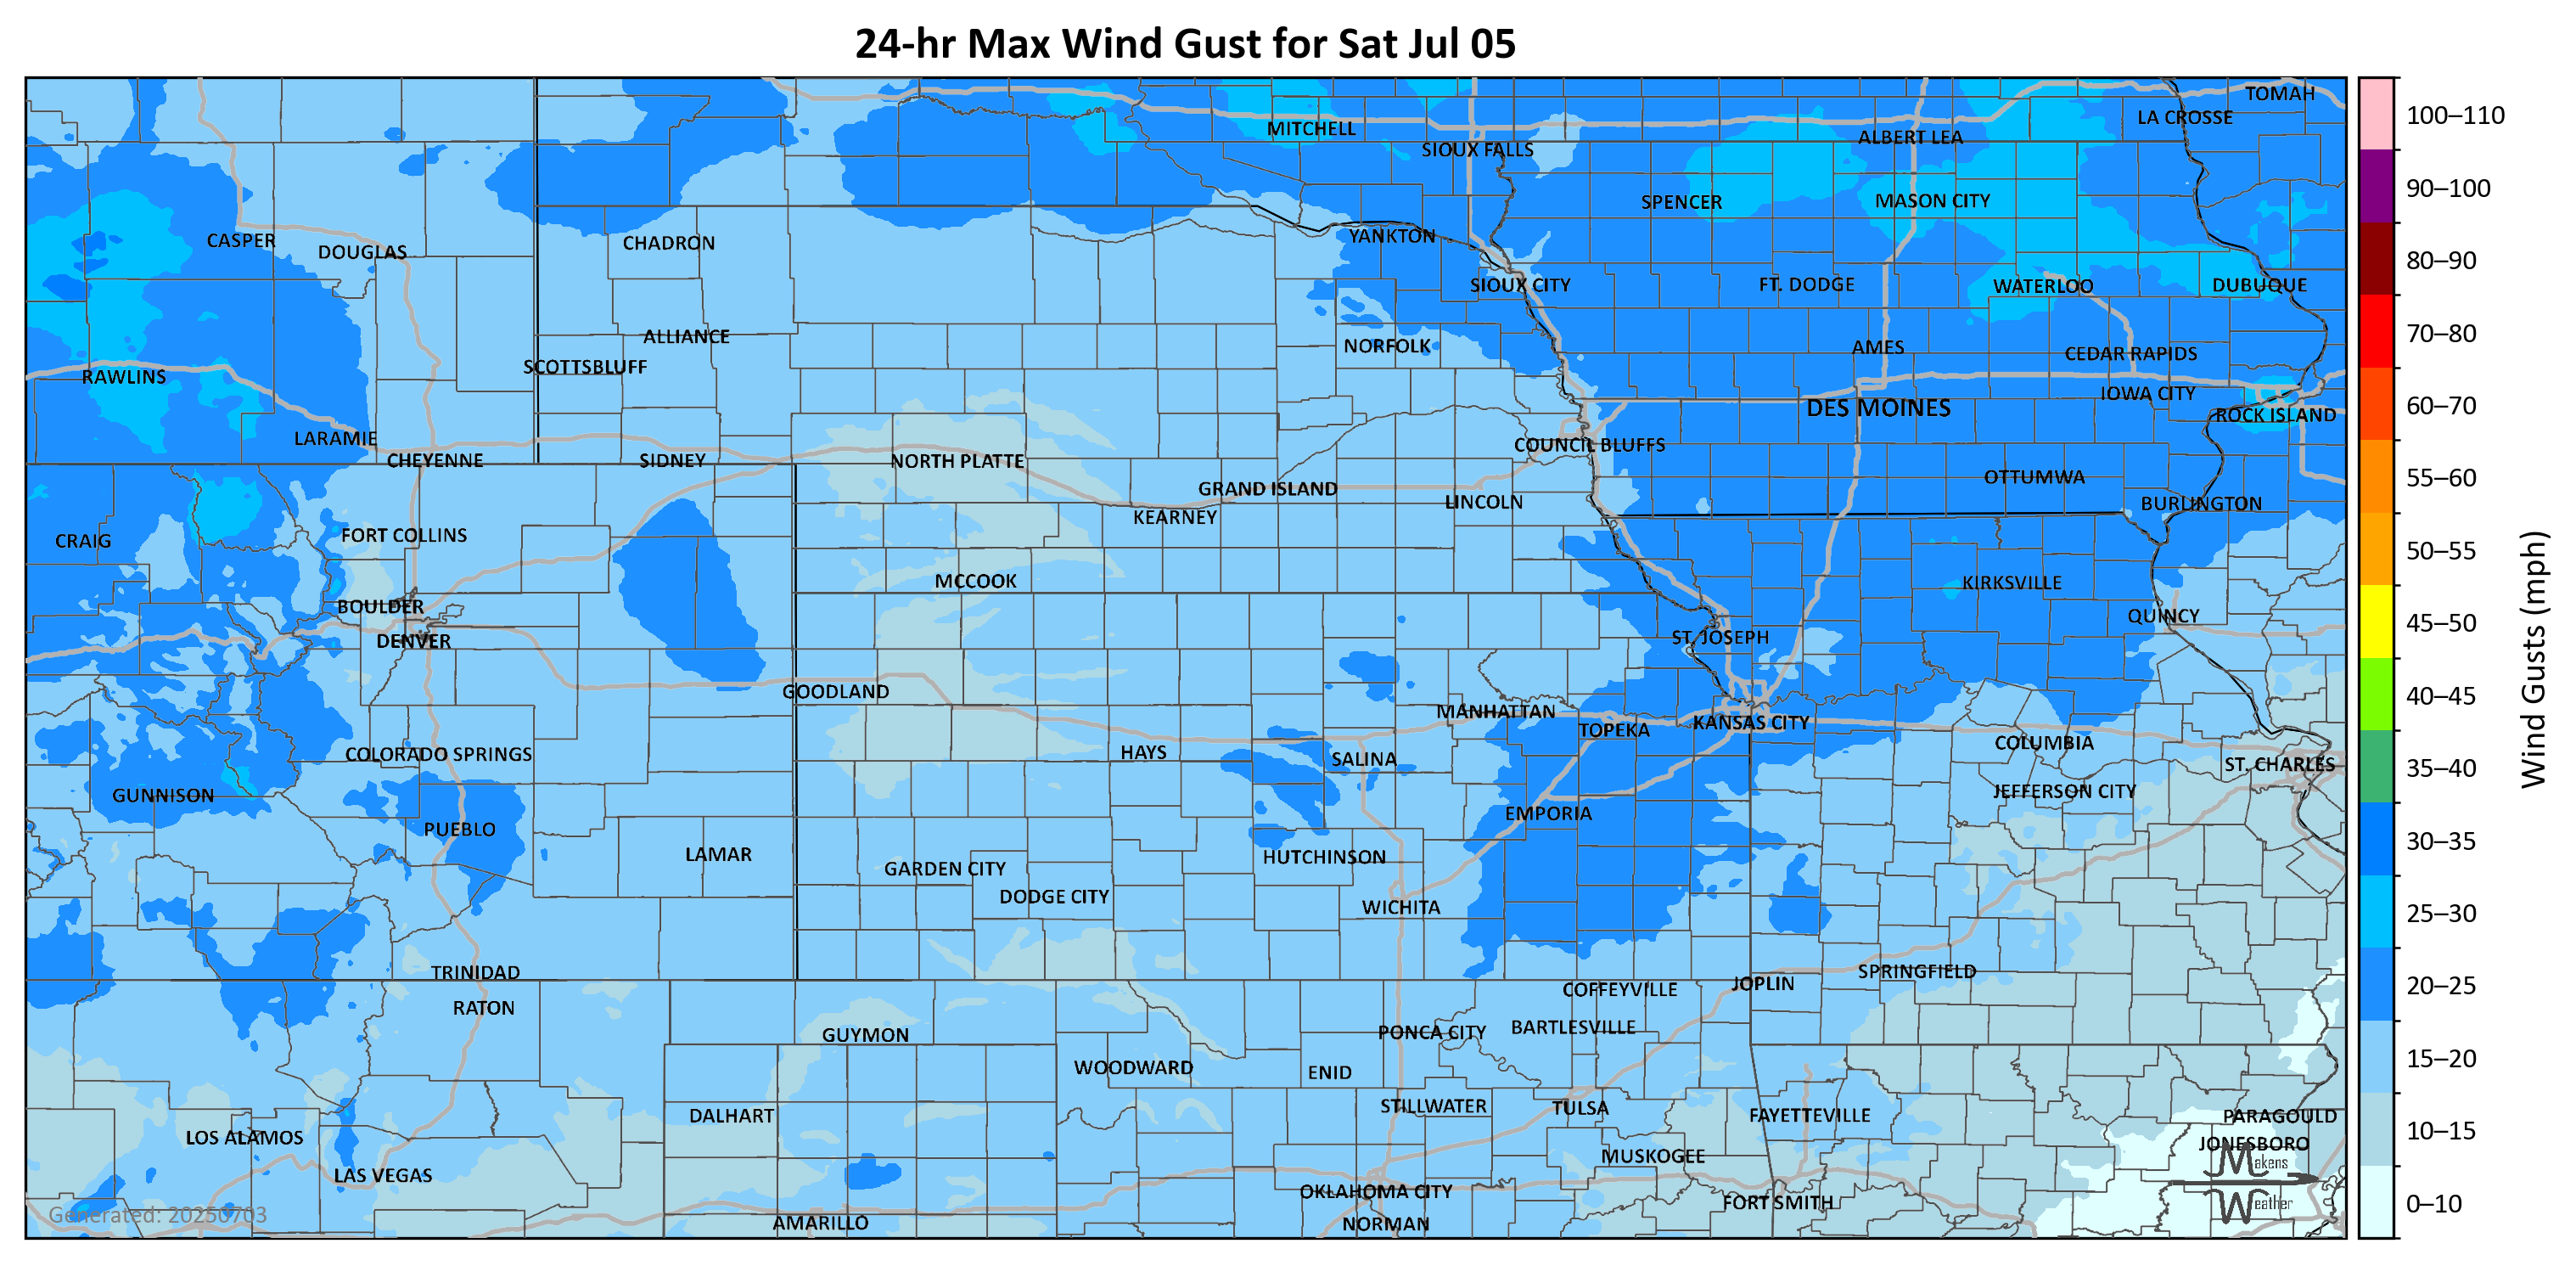 24-hr Max Wind Gust for Sat Jul 05
TOMAH
LA CROSSE
MITCHELL
ALBERT LEA
SIOUX FALLS
SPENCER
MASON CITY
CASPER
DOUGLAS
CHADRON
YANKTON
SIOUX CITY
FT. DODGE
WATERLOO
DUBUQUE
ALLIANCE
NORFOLK
AMES
CEDAR RAPIDS
SCOTTSBLUFF
RAWLINS
IOWA CITY
DES MOINES
ROCK ISLAND
LARAMIE
COUNCIL BLUFFS
CHEYENNE
SIDNEY
NORTH PLATTE
OTTUMWA
GRAND ISLAND
LINCOLN
BURLINGTON
KEARNEY
FORT COLLINS
CRAIG
MCCOOK
KIRKSVILLE
BOULDER
QUINCY
DENVER
ST. JOSEPH
GOODLAND
MANHATTAN
KANSAS CITY
TOPEKA
COLUMBIA
HAYS
COLORADO SPRINGS
SALINA
ST. CHARLES
GUNNISON
JEFFERSON CITY
EMPORIA
PUEBLO
LAMAR
HUTCHINSON
GARDEN CITY
DODGE CITY
WICHITA
TRINIDAD
SPRINGFIELD
JOPLIN
COFFEYVILLE
RATON
BARTLESVILLE
PONCA CITY
GUYMON
WOODWARD
ENID
STILLWATER
TULSA
DALHART
FAYETTEVILLE
PARAGOULD
LOS ALAMOS
JONESBORO
MUSKOGEE
LAS VEGAS
OKLAHOMA CITY
FORT SMITH
AMARILLO
NORMAN
Makens
Weather
Generated: 20250703
100–110
90–100
80–90
70–80
60–70
55–60
50–55
45–50
40–45
35–40
30–35
25–30
20–25
15–20
10–15
0–10
Wind Gusts (mph)